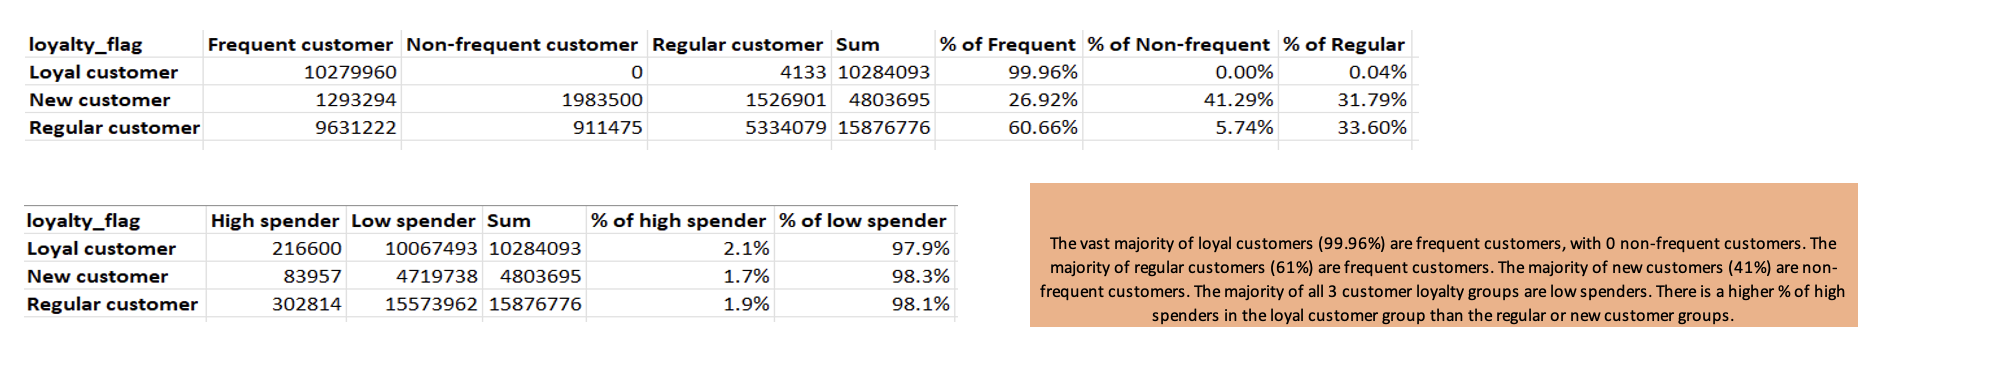 loyalty_flag Frequent customer Non-frequent customer Regular customer Sum % of Frequent % of Non-frequent % of Regular
Loyal customer 10279960 0 4133 10284093 99.96% 0.00% 0.04%
New customer 1293294 1983500 1526901 4803695 26.92% 41.29% 31.79%
Regular customer 9631222 911475 5334079 15876776 60.66% 5.74% 33.60%
loyalty_flag High spender Low spender Sum % of high spender % of low spender
Loyal customer 216600 10067493 10284093 2.1% 97.9%
New customer 83957 4719738 4803695 1.7% 98.3%
Regular customer 302814 15573962 15876776 1.9% 98.1%
The vast majority of loyal customers (99.96%) are frequent customers, with 0 non-frequent customers. The
majority of regular customers (61%) are frequent customers. The majority of new customers (41%) are non-
frequent customers. The majority of all 3 customer loyalty groups are low spenders. There is a higher % of high
spenders in the loyal customer group than the regular or new customer groups.